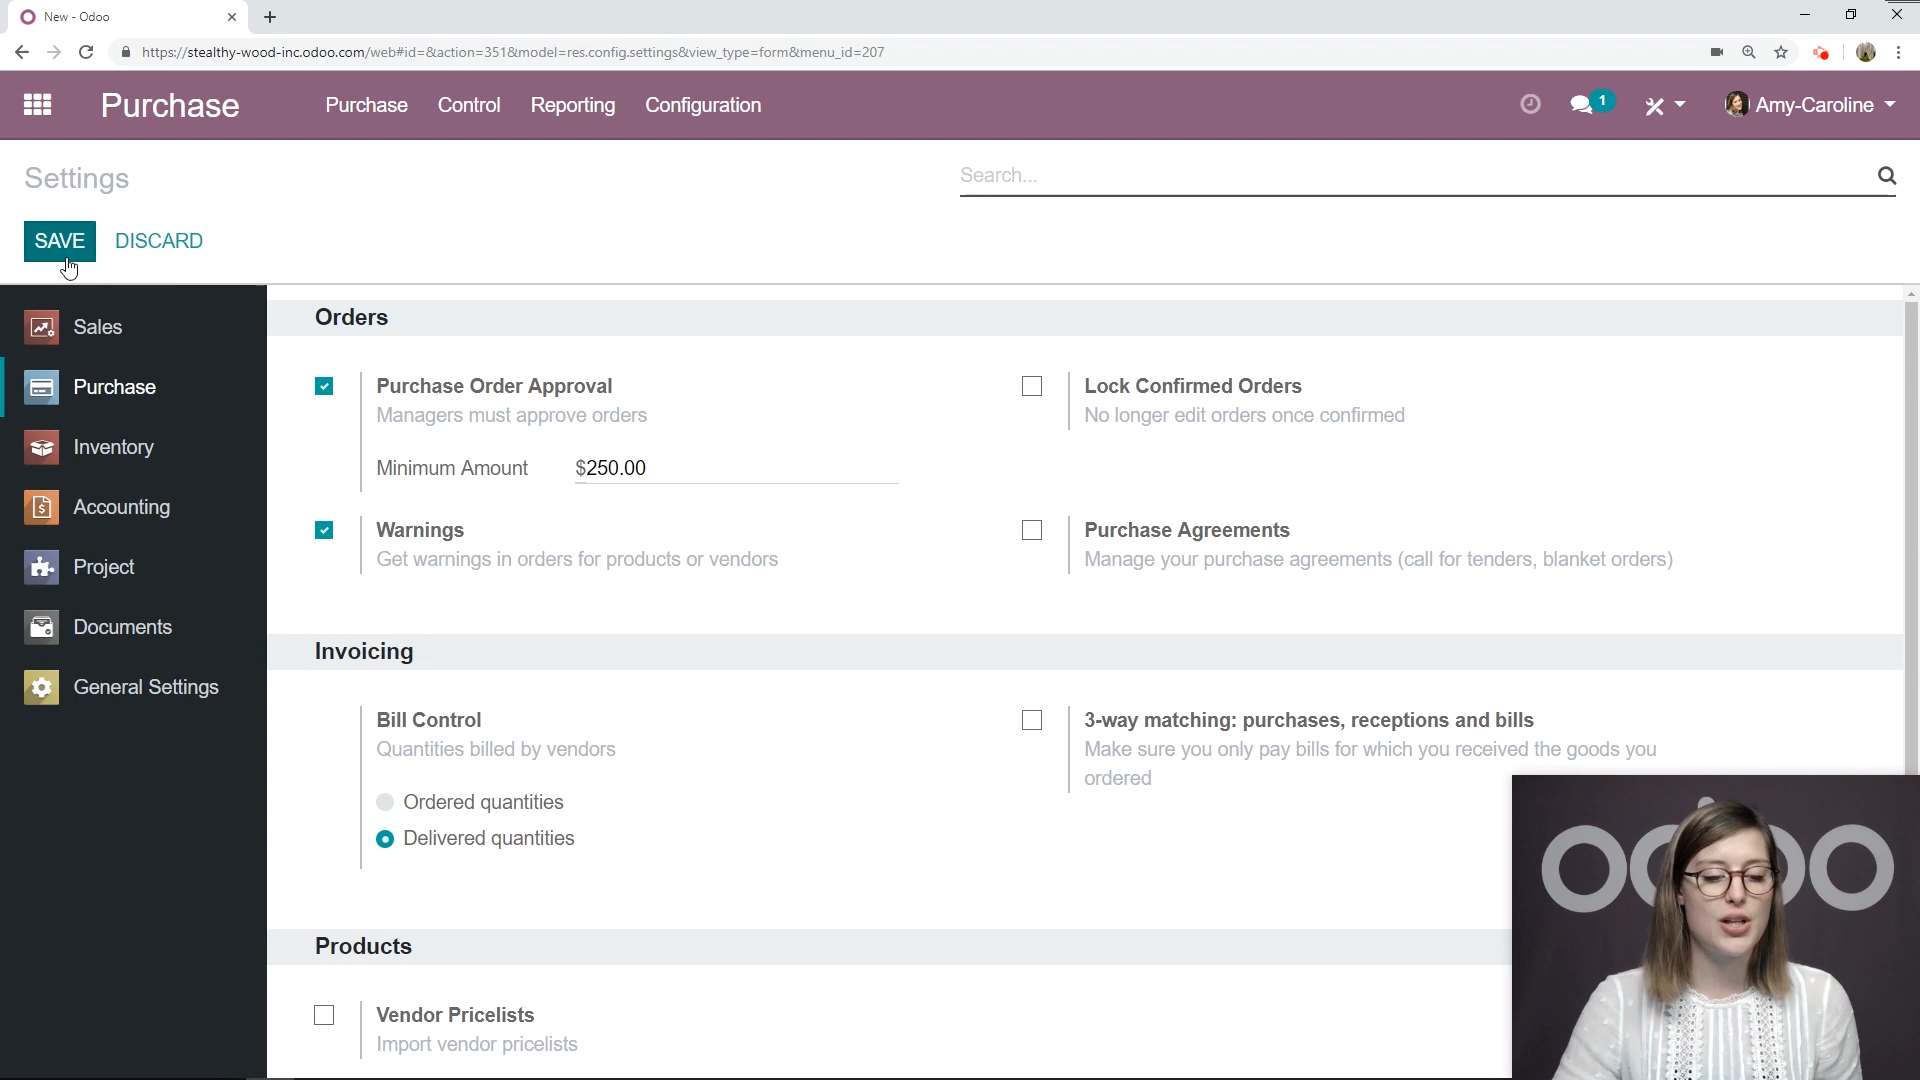 New - Odoo
https://stealthy-wood-inc.odoo.com/web#id=&action=351&model=res.config.settings&view_type=form&menu_id=207
Purchase
Purchase Control Reporting Configuration
1
Amy-Caroline
Settings
Search...
SAVE DISCARD
Sales
Purchase
Inventory
Accounting
Project
Documents
General Settings
Orders
Purchase Order Approval
Managers must approve orders
Minimum Amount $250.00
Lock Confirmed Orders
No longer edit orders once confirmed
Warnings
Get warnings in orders for products or vendors
Purchase Agreements
Manage your purchase agreements (call for tenders, blanket orders)
Invoicing
Bill Control
Quantities billed by vendors
Ordered quantities
Delivered quantities
3-way matching: purchases, receptions and bills
Make sure you only pay bills for which you received the goods you
ordered
Products
Vendor Pricelists
Import vendor pricelists
odoo